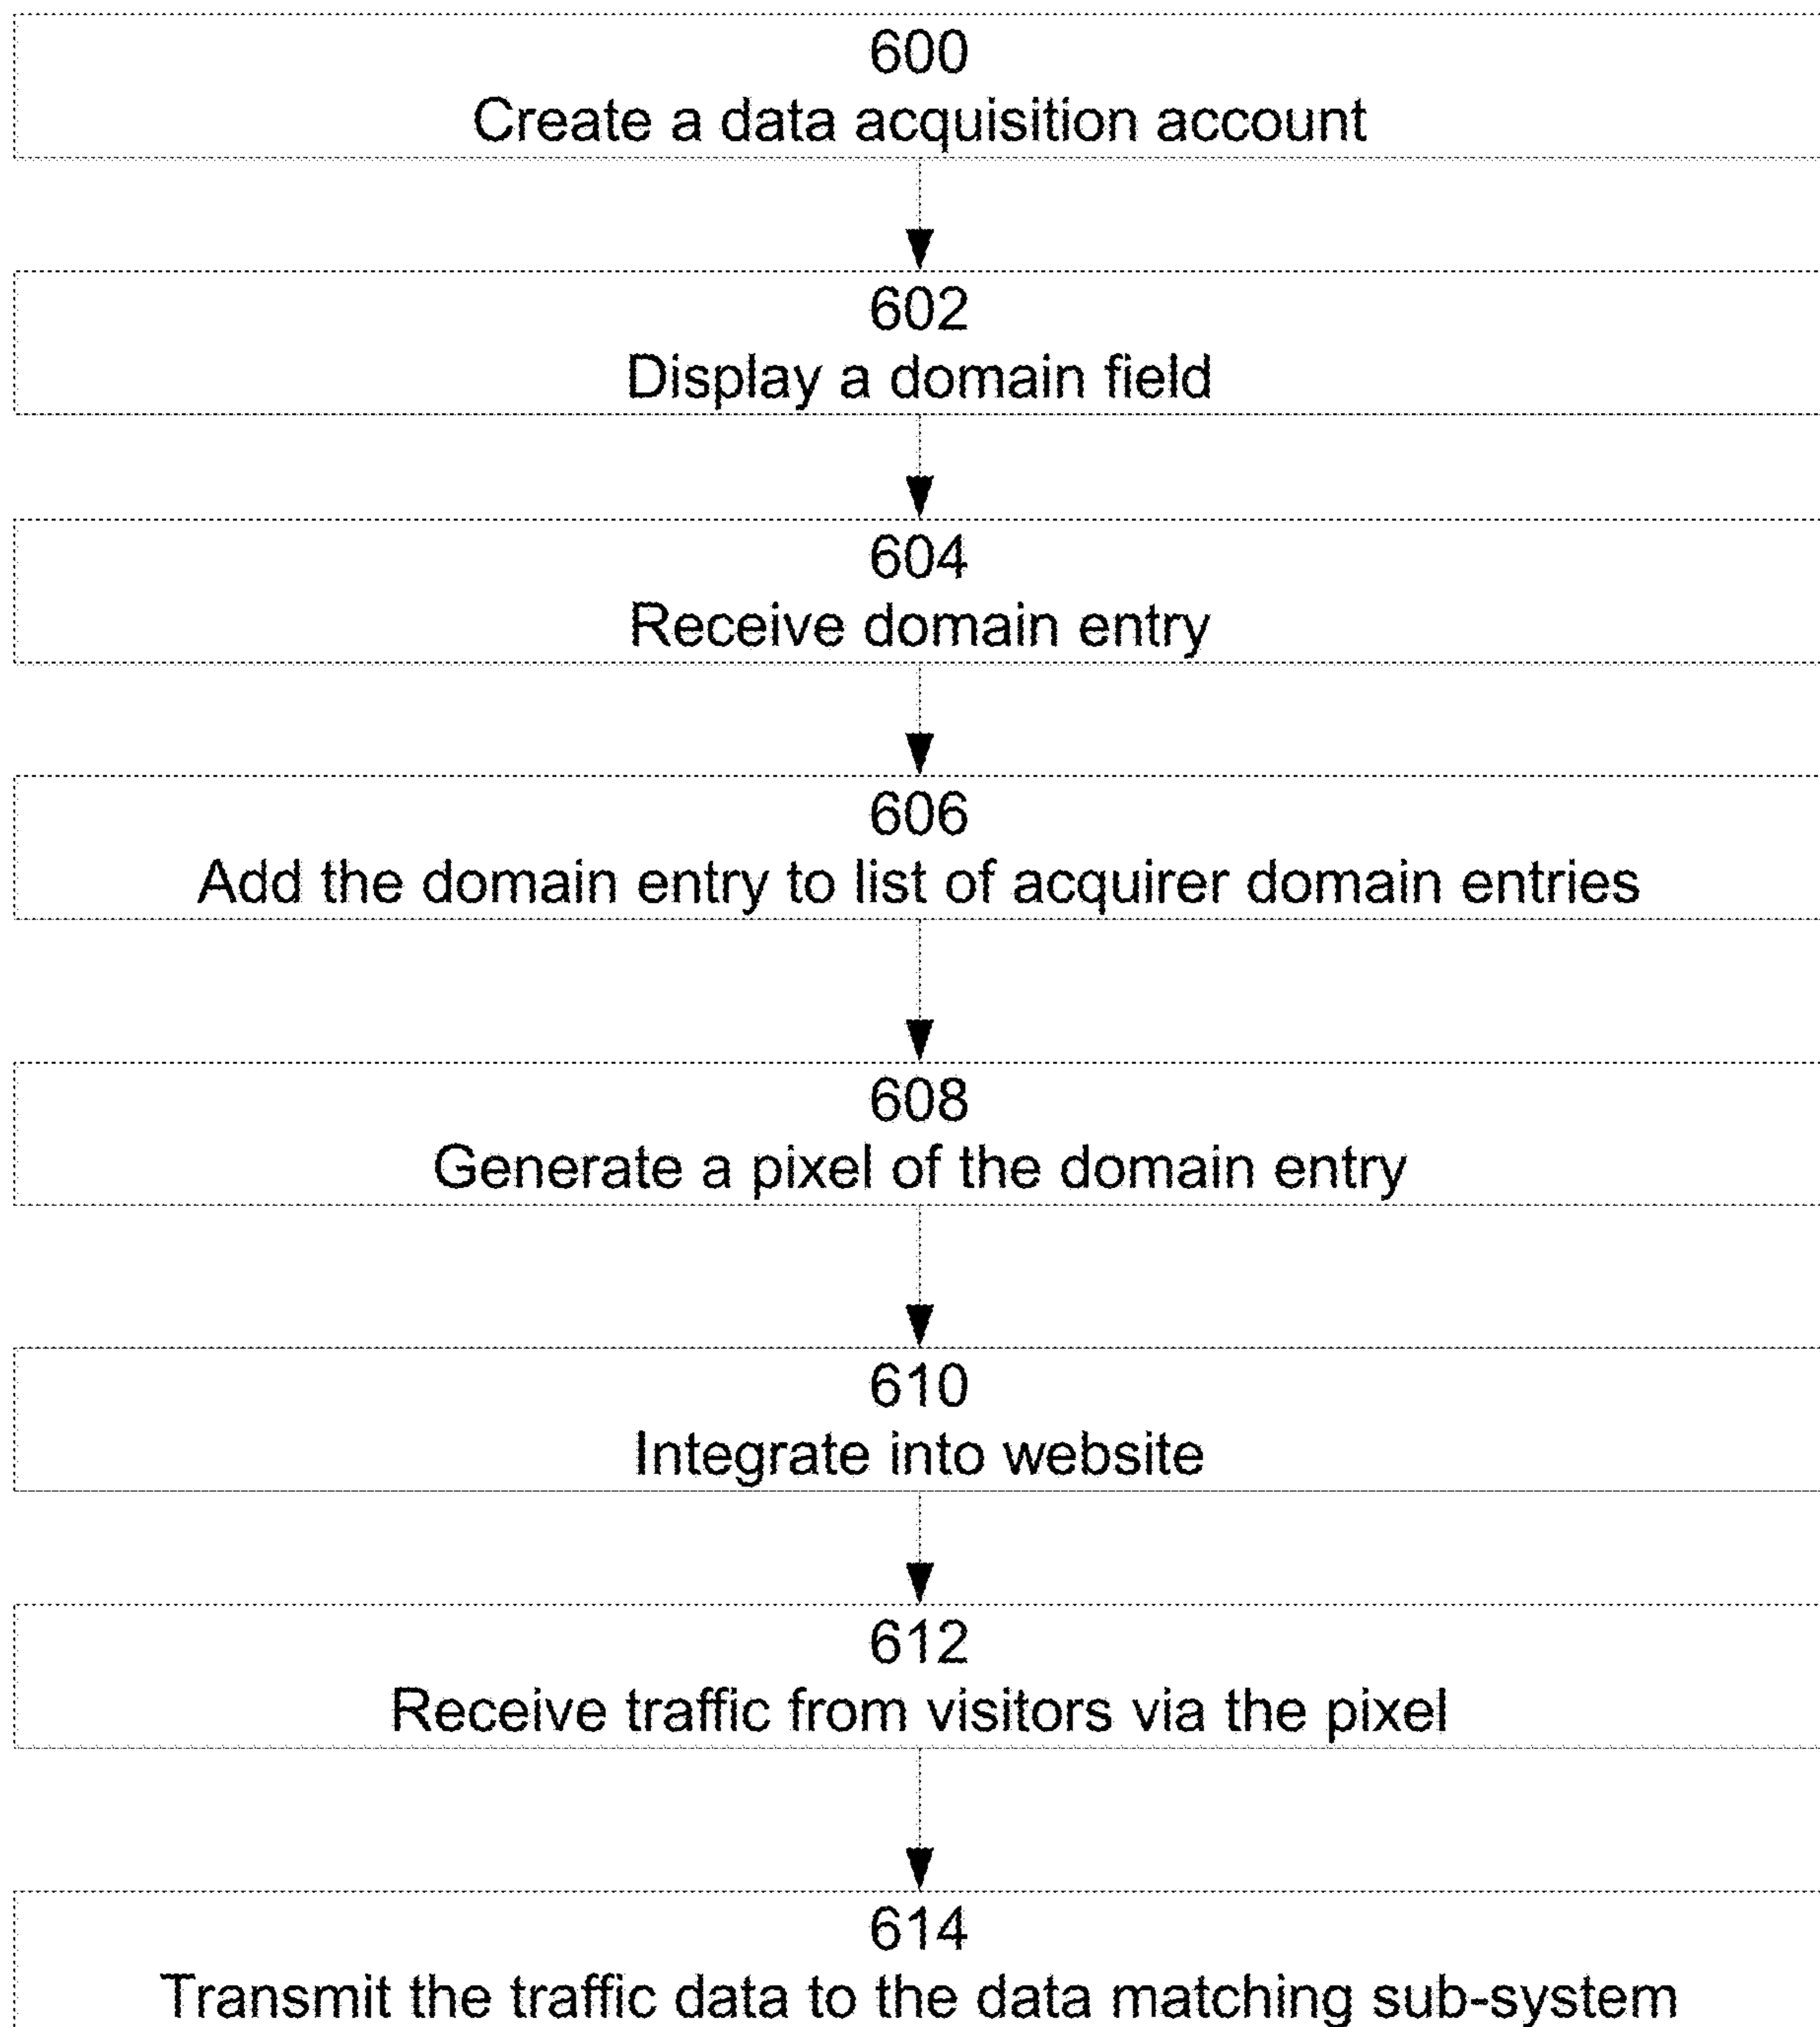 600
Create a data acquisition account
602
Display a domain field
604
Receive domain entry
606
Add the domain entry to list of acquirer domain entries
608
Generate a pixel of the domain entry
610
Integrate into website
612
Receive traffic from visitors via the pixel
614
Transmit the traffic data to the data matching sub-system